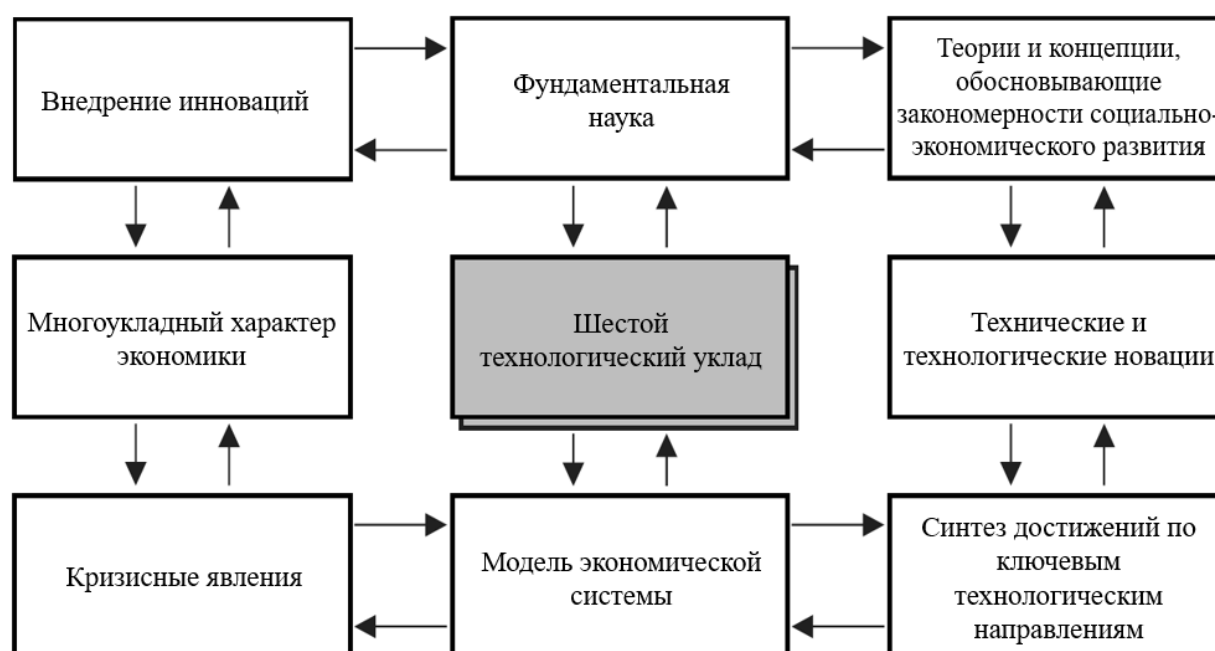 Внедрение инноваций
Фундаментальная
наука
Теории и концепции,
обосновывающие
закономерности социально-
экономического развития
Многоукладный характер
экономики
Шестой
технологический уклад
Технические и
технологические новации
Кризисные явления
Модель экономической
системы
Синтез достижений по
ключевым
технологическим
направлениям